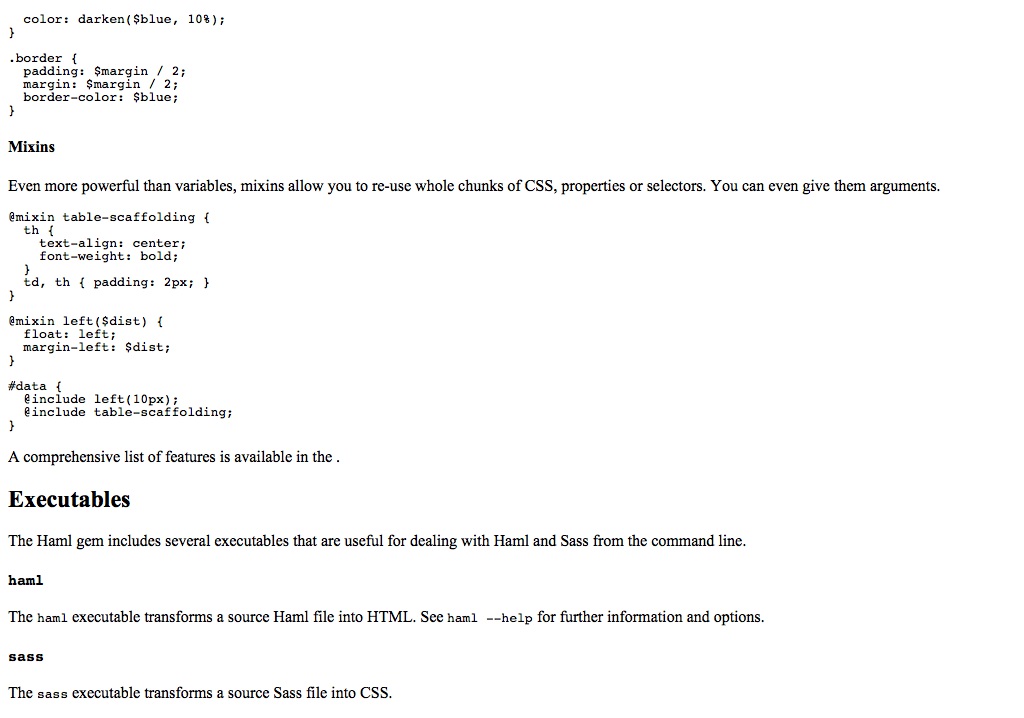 color: darken($blue, 10%);
}
.border {
padding: $margin / 2;
margin: $margin / 2;
border-color: $blue;
}
Mixins
Even more powerful than variables, mixins allow you to re-use whole chunks of CSS, properties or selectors. You can even give them arguments.
@mixin table-scaffolding {
th {
text-align: center;
font-weight: bold;
}
td, th { padding: 2px; }
}
@mixin left($dist) {
float: left;
margin-left: $dist;
}
#data {
@include left(10px);
@include table-scaffolding;
}
A comprehensive list of features is available in the .
Executables
The Haml gem includes several executables that are useful for dealing with Haml and Sass from the command line.
haml
The haml executable transforms a source Haml file into HTML. See haml --help for further information and options.
sass
The sass executable transforms a source Sass file into CSS.